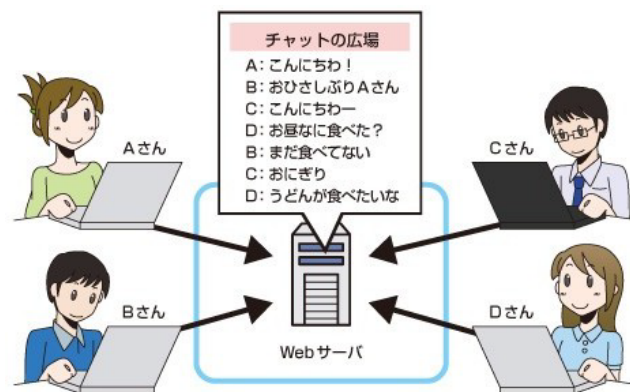 チャットの広場
A:こんにちわ!
B:おひさしぶりAさん
C:こんにちわー
D:お昼なに食べた?
B:まだ食べてない
C:おにぎり
D:うどんが食べたいな
Aさん
Cさん
Bさん
Dさん
Webサーバ